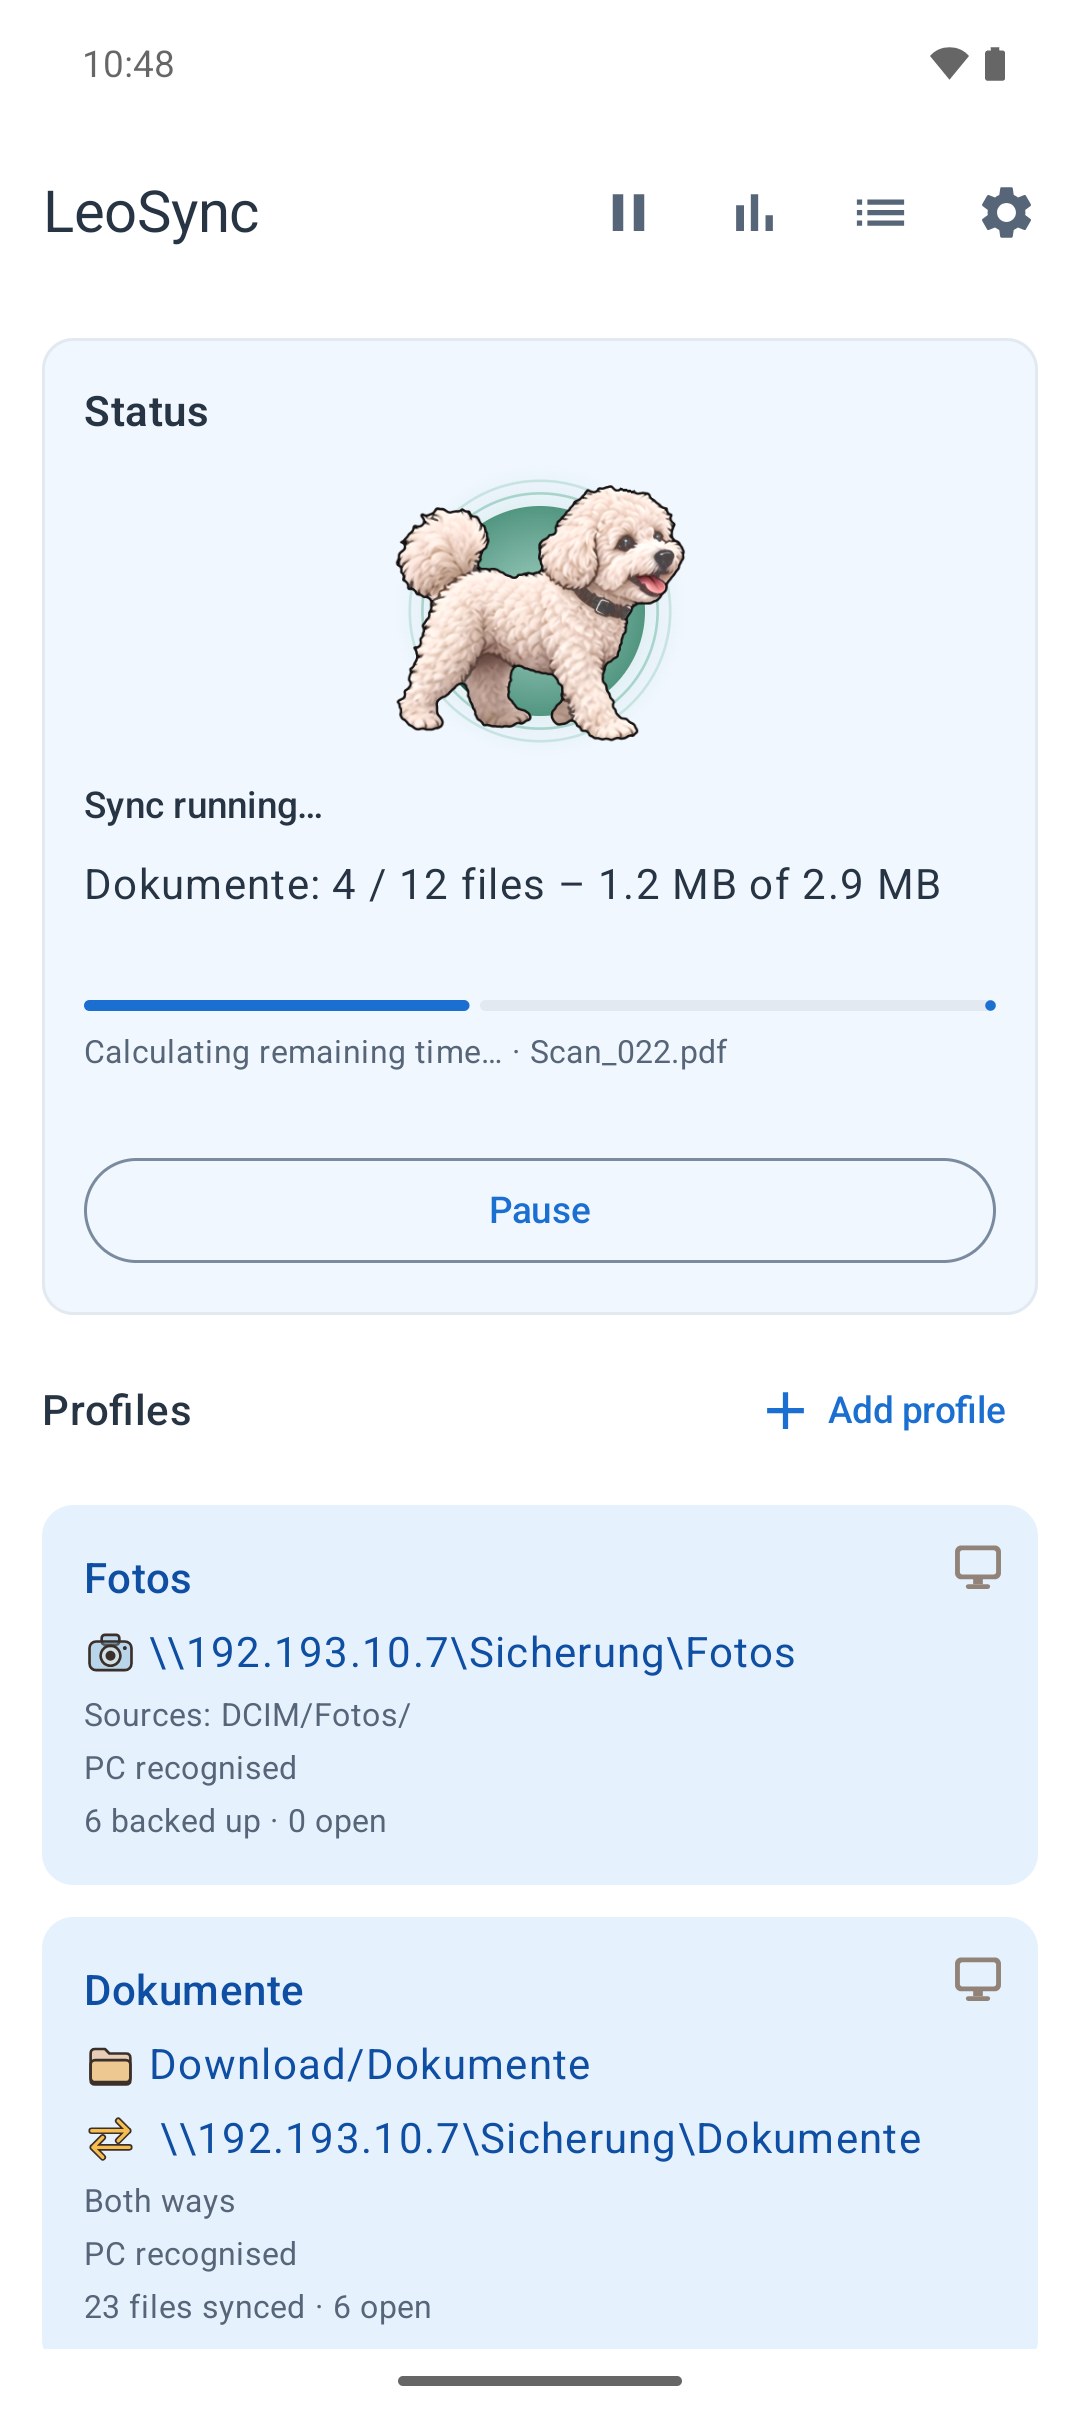 10:48
LeoSync
Status
Sync running…
Dokumente: 4 / 12 files – 1.2 MB of 2.9 MB
Calculating remaining time… · Scan_022.pdf
Pause
Profiles
Add profile
Fotos
\\192.193.10.7\Sicherung\Fotos
Sources: DCIM/Fotos/
PC recognised
6 backed up · 0 open
Dokumente
Download/Dokumente
\\192.193.10.7\Sicherung\Dokumente
Both ways
PC recognised
23 files synced · 6 open